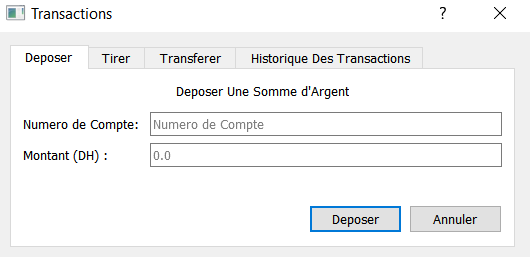 Transactions
?
Deposer Tirer Transferer Historique Des Transactions
Deposer Une Somme d'Argent
Numero de Compte: Numero de Compte
Montant (DH) : 0.0
Deposer Annuler